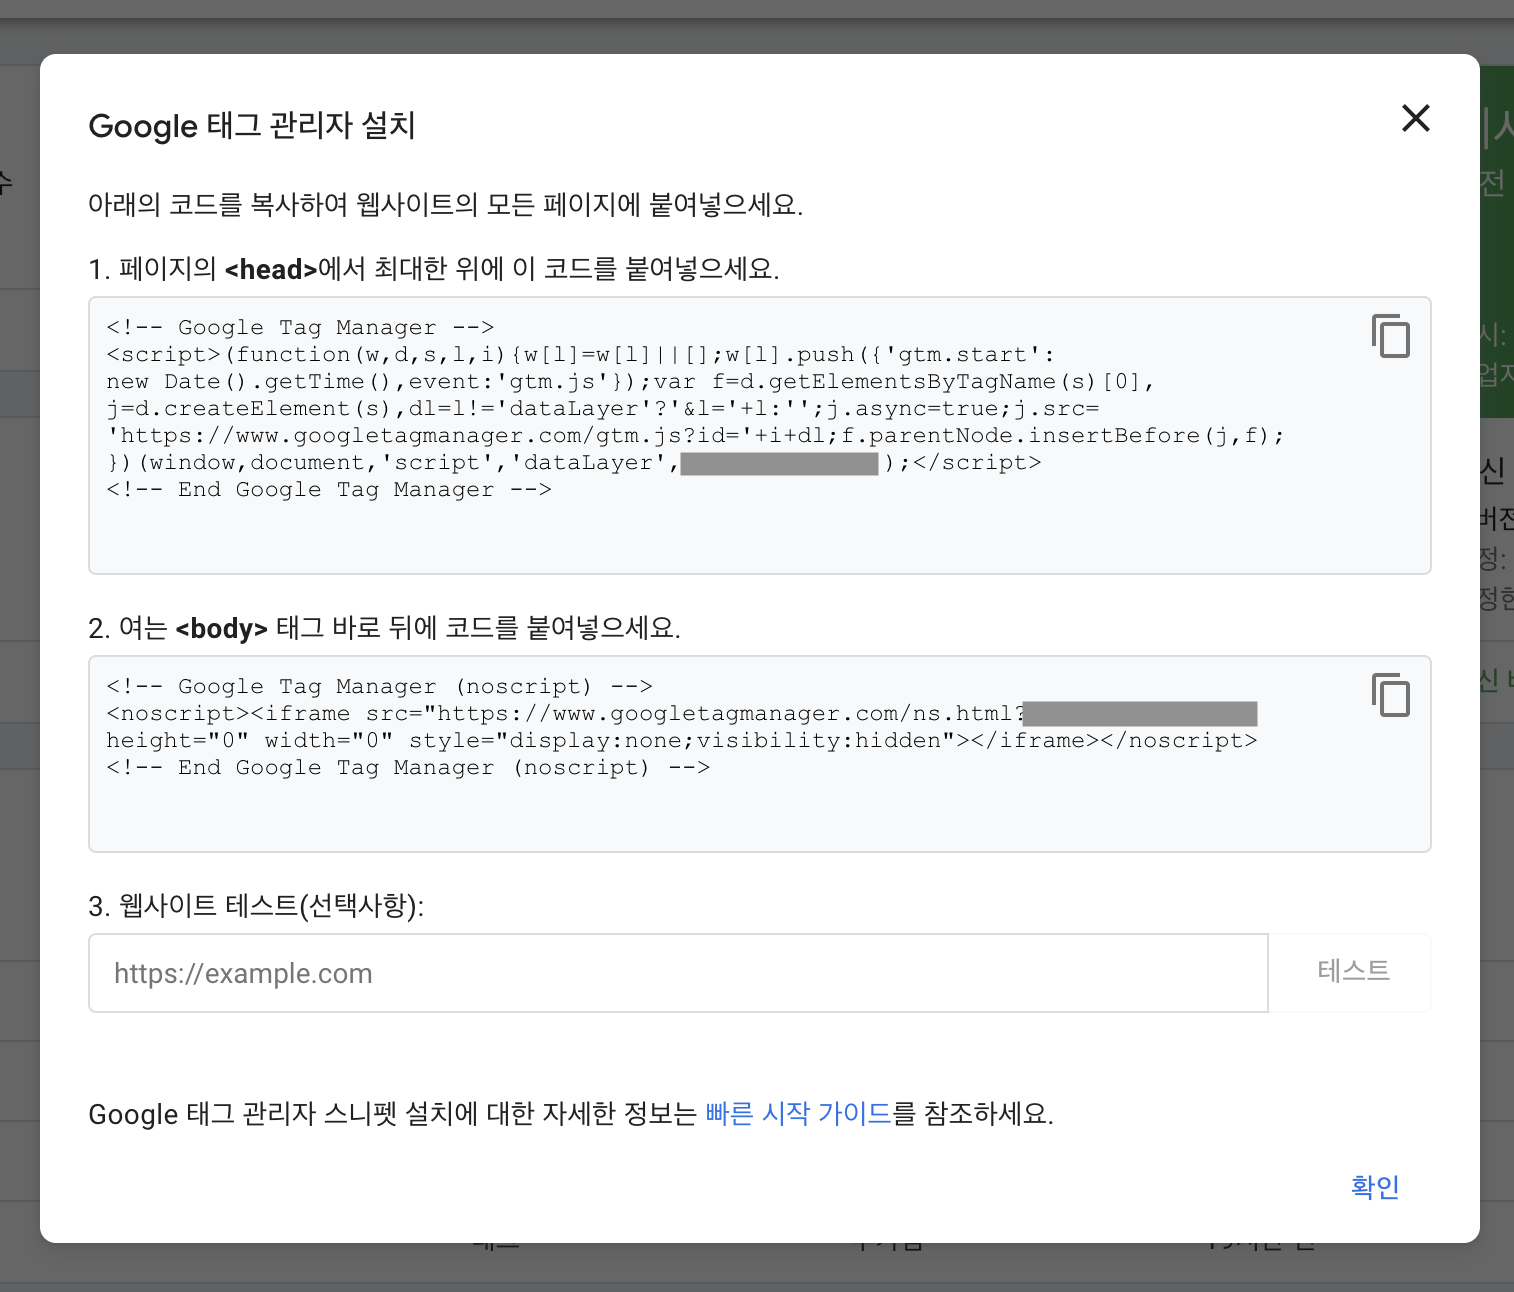 Google 태그 관리자 설치
아래의 코드를 복사하여 웹사이트의 모든 페이지에 붙여넣으세요.
1. 페이지의 <head>에서 최대한 위에 이 코드를 붙여넣으세요.
<!-- Google Tag Manager -->
<script>(function(w,d,s,l,i){w[l]=w[l]||[];w[l].push({'gtm.start':
new Date().getTime(),event:'gtm.js'});var f=d.getElementsByTagName(s)[0],
j=d.createElement(s),dl=l!='dataLayer'?'&l='+l:'';j.async=true;j.src=
'https://www.googletagmanager.com/gtm.js?id='+i+dl;f.parentNode.insertBefore(j,f);
})(window,document,'script','dataLayer',);</script>
<!-- End Google Tag Manager -->
2. 여는 <body> 태그 바로 뒤에 코드를 붙여넣으세요.
<!-- Google Tag Manager (noscript) -->
<noscript><iframe src="https://www.googletagmanager.com/ns.html?
height="0" width="0" style="display:none;visibility:hidden"></iframe></noscript>
<!-- End Google Tag Manager (noscript) -->
3. 웹사이트 테스트(선택사항):
https://example.com
테스트
Google 태그 관리자 스니펫 설치에 대한 자세한 정보는 빠른 시작 가이드를 참조하세요.
확인